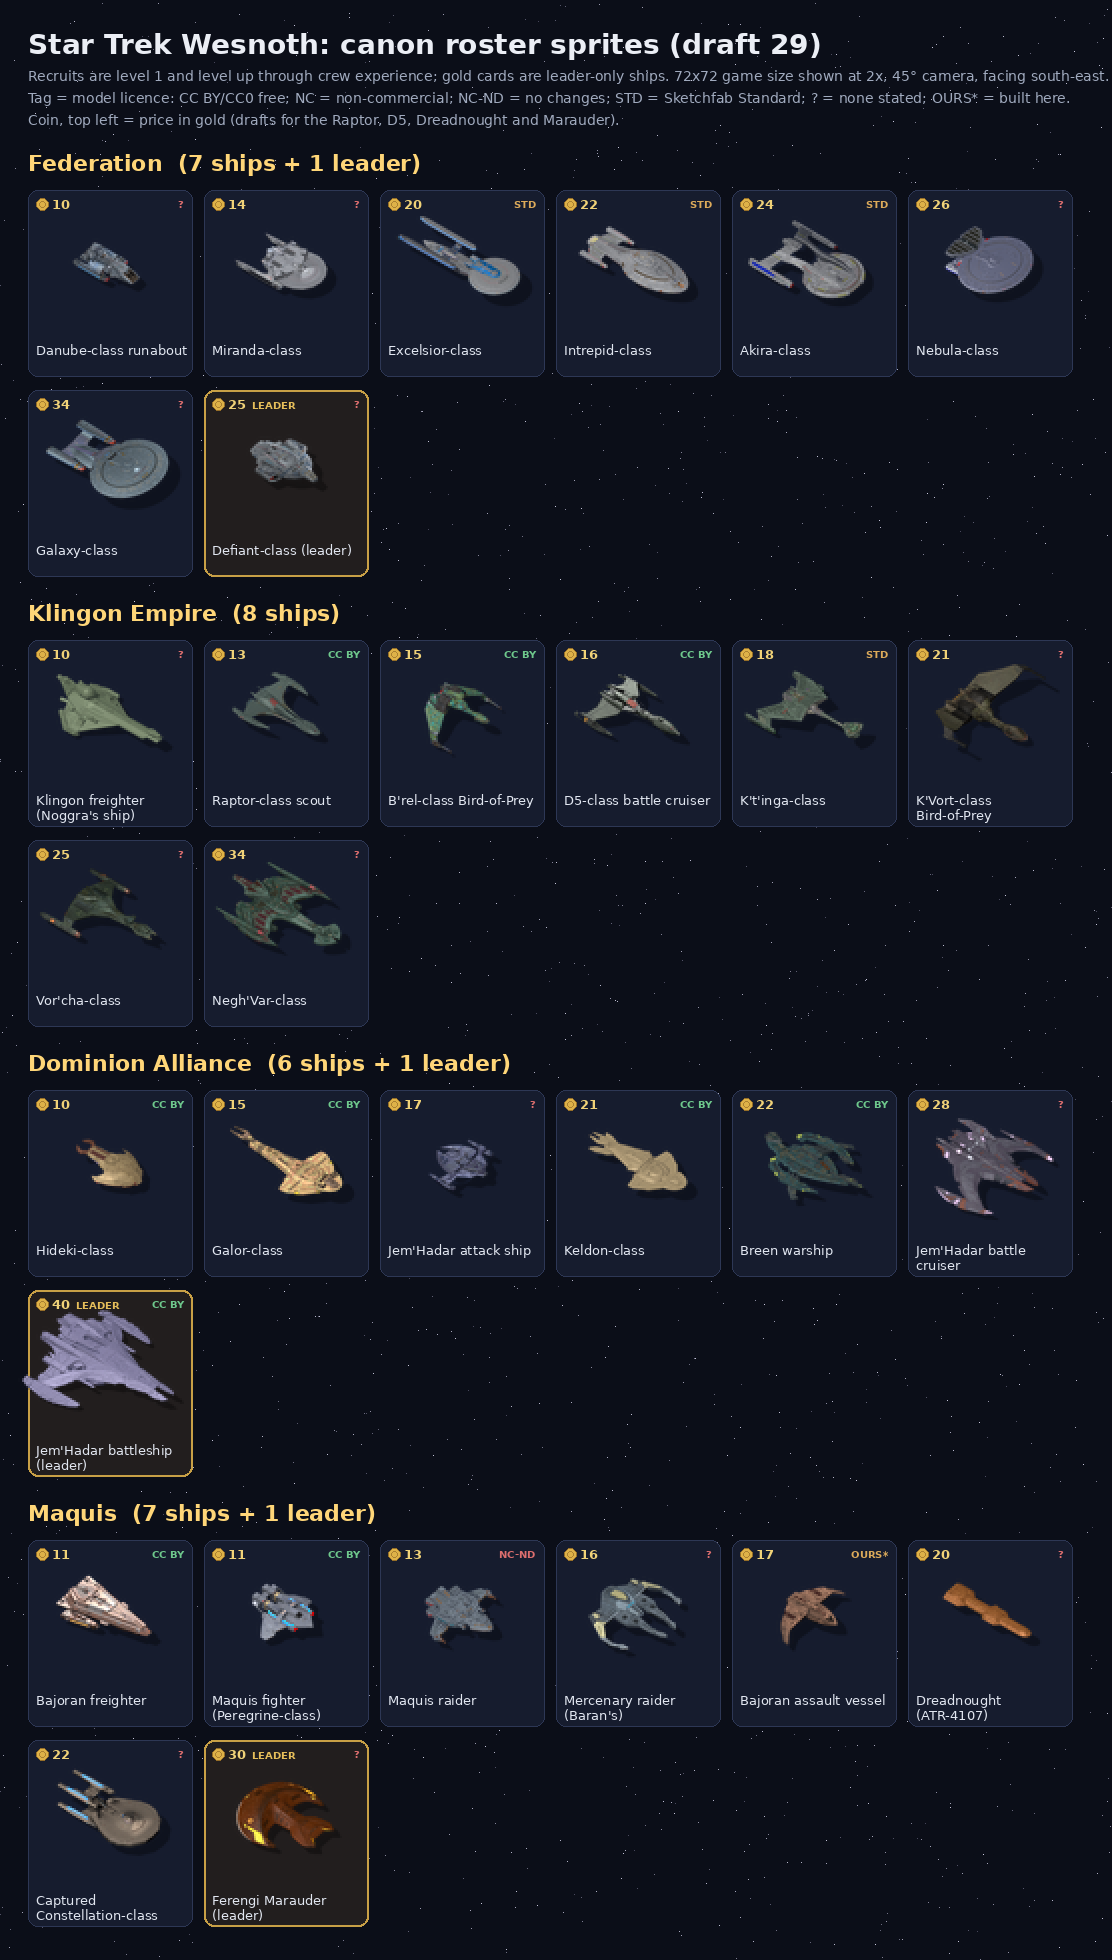 Star Trek Wesnoth: canon roster sprites (draft 29)
Recruits are level 1 and level up through crew experience; gold cards are leader-only ships. 72x72 game size shown at 2x, 45° camera, facing south-east.
Tag = model licence: CC BY/CC0 free; NC = non-commercial; NC-ND = no changes; STD = Sketchfab Standard; ? = none stated; OURS* = built here.
Coin, top left = price in gold (drafts for the Raptor, D5, Dreadnought and Marauder).
Federation (7 ships + 1 leader)
10 ?
Danube-class runabout
14 ?
Miranda-class
20 STD
Excelsior-class
22 STD
Intrepid-class
24 STD
Akira-class
26 ?
Nebula-class
34 ?
Galaxy-class
25 LEADER ?
Defiant-class (leader)
Klingon Empire (8 ships)
10 ?
Klingon freighter
(Noggra's ship)
13 CC BY
Raptor-class scout
15 CC BY
B'rel-class Bird-of-Prey
16 CC BY
D5-class battle cruiser
18 STD
K't'inga-class
21 ?
K'Vort-class
Bird-of-Prey
25 ?
Vor'cha-class
34 ?
Negh'Var-class
Dominion Alliance (6 ships + 1 leader)
10 CC BY
Hideki-class
15 CC BY
Galor-class
17 ?
Jem'Hadar attack ship
21 CC BY
Keldon-class
22 CC BY
Breen warship
28 ?
Jem'Hadar battle
cruiser
40 LEADER CC BY
Jem'Hadar battleship
(leader)
Maquis (7 ships + 1 leader)
11 CC BY
Bajoran freighter
11 CC BY
Maquis fighter
(Peregrine-class)
13 NC-ND
Maquis raider
16 ?
Mercenary raider
(Baran's)
17 OURS*
Bajoran assault vessel
20 ?
Dreadnought
(ATR-4107)
22 ?
Captured
Constellation-class
30 LEADER ?
Ferengi Marauder
(leader)